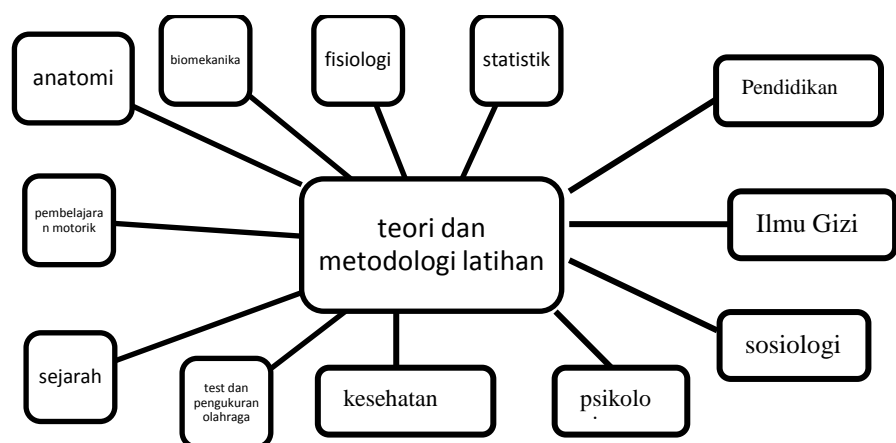 anatomi
biomekanika
fisiologi
statistik
Pendidikan
pembelajara
n motorik
teori dan
metodologi latihan
Ilmu Gizi
sejarah
test dan
pengukuran
olahraga
kesehatan
psikolo
sosiologi